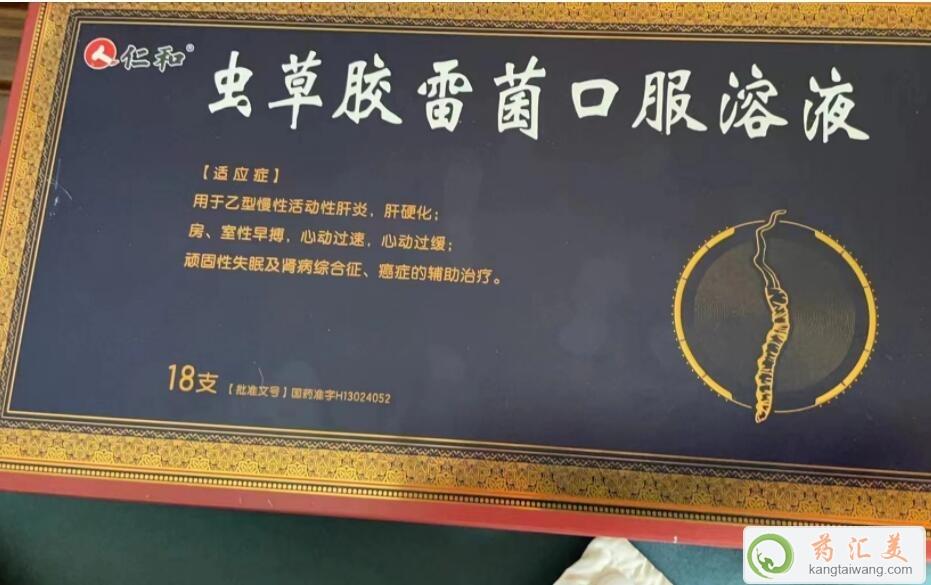 人 仁和®
虫草胶雷菌口服溶液
【适应症】
用于乙型慢性活动性肝炎，肝硬化；
房、室性早搏，心动过速，心动过缓；
顽固性失眠及肾病综合征、癌症的辅助治疗。
18支【批准文号】国药准字H13024052
药汇美
kangtaiwang.com